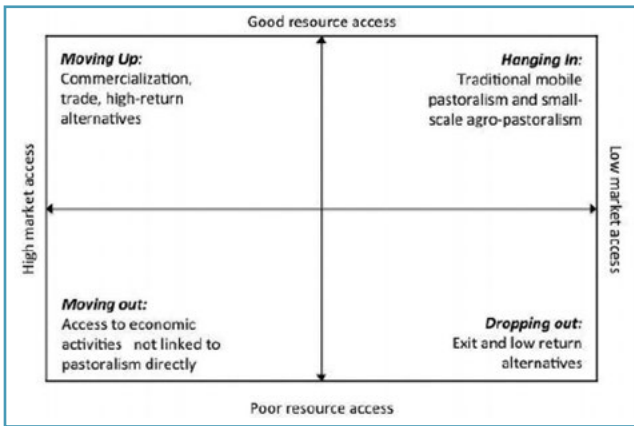 Good resource access
Moving Up:
Commercialization,
trade, high-return
alternatives
Hanging In:
Traditional mobile
pastoralism and small-
scale agro-pastoralism
High market access
Low market access
Moving out:
Access to economic
activities not linked to
pastoralism directly
Dropping out:
Exit and low return
alternatives
Poor resource access